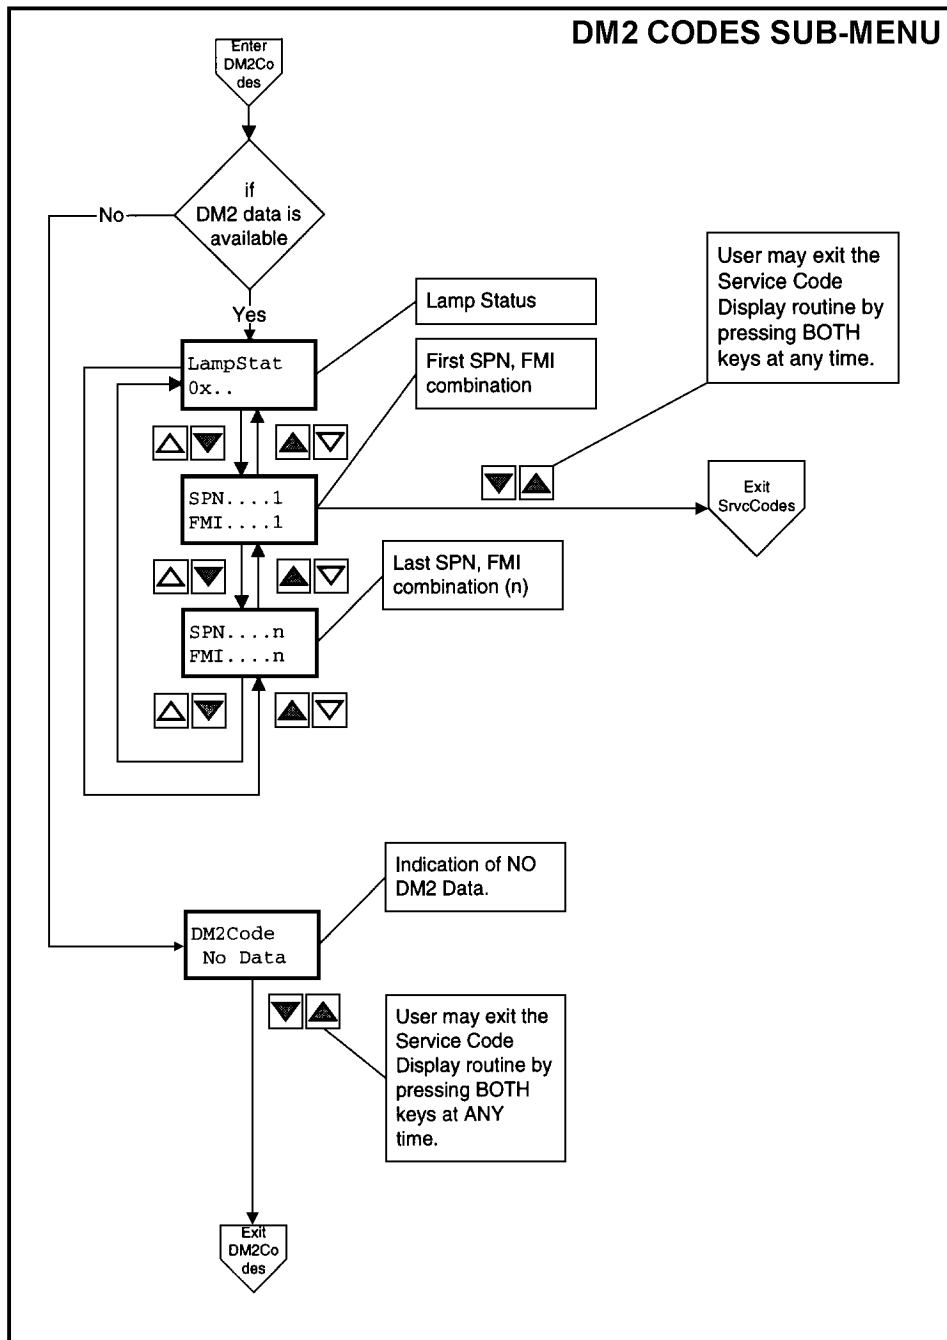 DM2 CODES SUB-MENU
Enter
DM2Co
des
if
DM2 data is
available
No
Yes
User may exit the
Service Code
Display routine by
pressing BOTH
keys at any time.
Lamp Status
LampStat
0x..
First SPN, FMI
combination
SPN....1
FMI....1
Exit
SrvcCodes
Last SPN, FMI
combination (n)
SPN....n
FMI....n
Indication of NO
DM2 Data.
DM2Code
No Data
User may exit the
Service Code
Display routine by
pressing BOTH
keys at ANY
time.
Exit
DM2Co
des